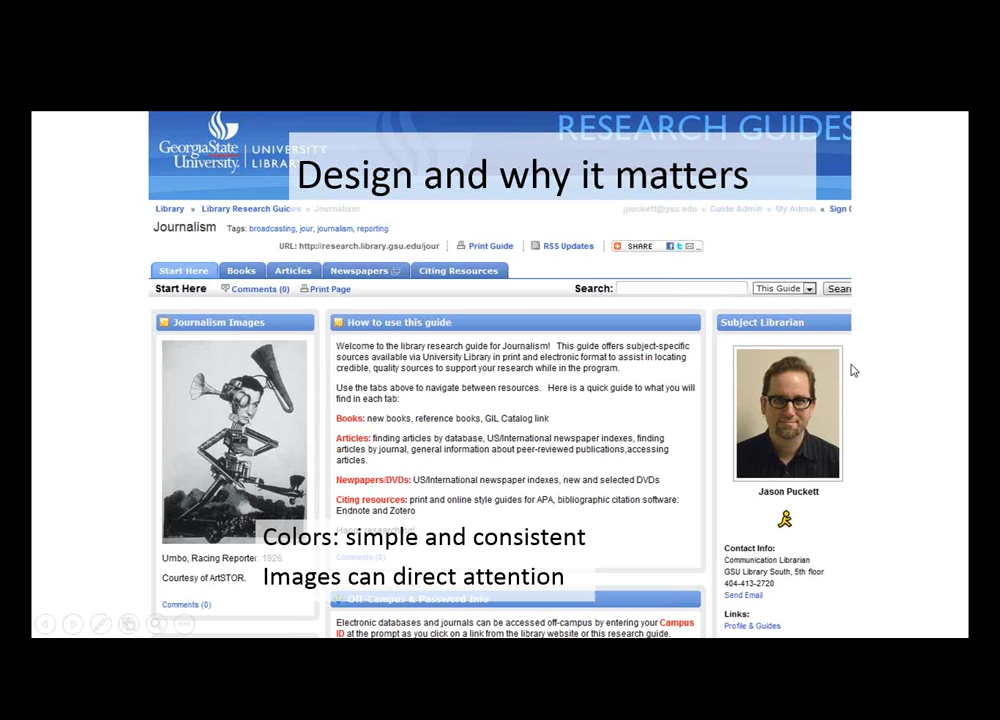 GeorgiaState
University
UNIVERSITY
LIBRARY
RESEARCH GUIDES
Design and why it matters
Library » Library Research Guides » Journalism
jpuckett@gsu.edu » Guide Admin » My Admin « Sign
Journalism Tags: broadcasting, jour, journalism, reporting
URL: http://research.library.gsu.edu/jour Print Guide RSS Updates SHARE
Start Here Books Articles Newspapers Citing Resources
Start Here Comments (0) Print Page Search: This Guide Sear
Journalism Images
Umbo, Racing Reporter. 1926.
Courtesy of ArtSTOR.
Comments (0)
How to use this guide
Welcome to the library research guide for Journalism! This guide offers subject-specific
sources available via University Library in print and electronic format to assist in locating
credible, quality sources to support your research while in the program.
Use the tabs above to navigate between resources. Here is a quick guide to what you will
find in each tab:
Books: new books, reference books, GIL Catalog link
Articles: finding articles by database, US/International newspaper indexes, finding
articles by journal, general information about peer-reviewed publications,accessing
articles.
Newpapers/DVDs: US/International newspaper indexes, new and selected DVDs
Citing resources: print and online style guides for APA, bibliographic citation software:
Endnote and Zotero
Happy researching!
Colors: simple and consistent
Comments (0)
Images can direct attention
Off-Campus & Password Info
Electronic databases and journals can be accessed off-campus by entering your Campus
ID at the prompt as you click on a link from the library website or this research guide.
Subject Librarian
Jason Puckett
Contact Info:
Communication Librarian
GSU Library South, 5th floor
404-413-2720
Send Email
Links:
Profile & Guides